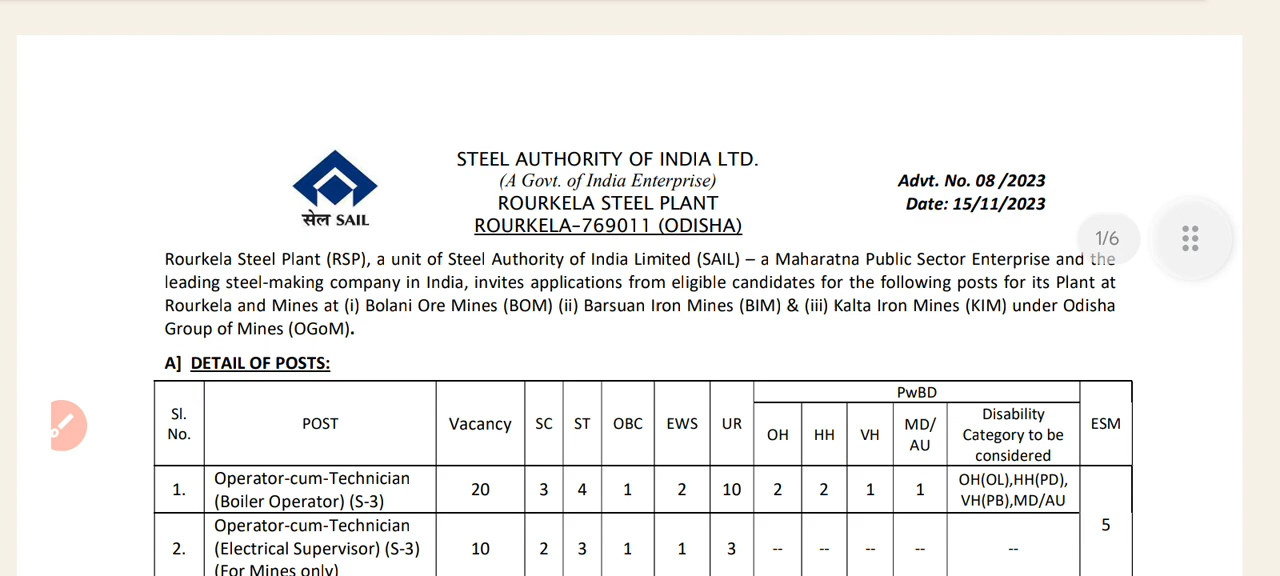 STEEL AUTHORITY OF INDIA LTD.
(A Govt. of India Enterprise)
ROURKELA STEEL PLANT
ROURKELA-769011 (ODISHA)
सेल SAIL
Advt. No. 08 /2023
Date: 15/11/2023
1/6
Rourkela Steel Plant (RSP), a unit of Steel Authority of India Limited (SAIL) – a Maharatna Public Sector Enterprise and the
leading steel-making company in India, invites applications from eligible candidates for the following posts for its Plant at
Rourkela and Mines at (i) Bolani Ore Mines (BOM) (ii) Barsuan Iron Mines (BIM) & (iii) Kalta Iron Mines (KIM) under Odisha
Group of Mines (OGoM).
A] DETAIL OF POSTS:
Sl. No. POST Vacancy SC ST OBC EWS UR PwBD ESM
OH HH VH MD/ AU Disability Category to be considered
1. Operator-cum-Technician (Boiler Operator) (S-3) 20 3 4 1 2 10 2 2 1 1 OH(OL),HH(PD), VH(PB),MD/AU 5
2. Operator-cum-Technician (Electrical Supervisor) (S-3) (For Mines only) 10 2 3 1 1 3 -- -- -- -- --